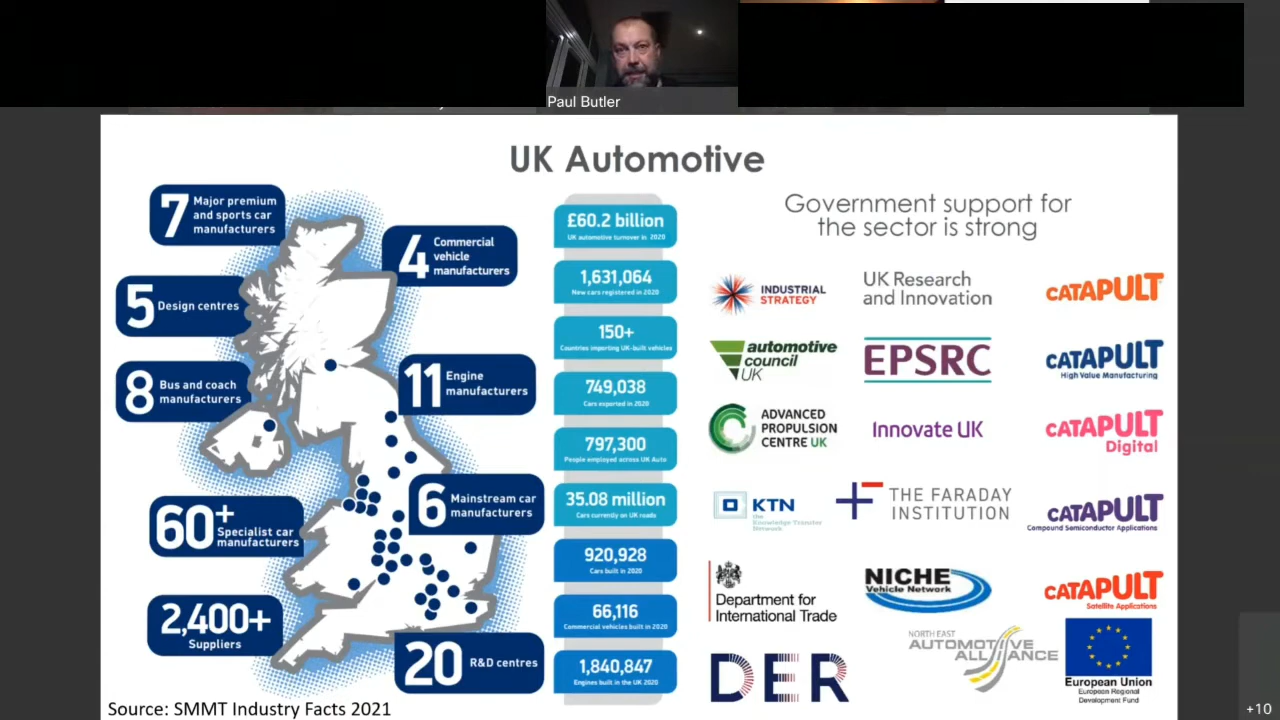 Paul Butler
UK Automotive
7
Major premium
and sports car
manufacturers
4
Commercial
vehicle
manufacturers
5
Design centres
8
Bus and coach
manufacturers
11
Engine
manufacturers
6
Mainstream car
manufacturers
60+
Specialist car
manufacturers
2,400+
Suppliers
20
R&D centres
£60.2 billion
UK automotive turnover in 2020
1,631,064
New cars registered in 2020
150+
Countries importing UK-built vehicles
749,038
Cars exported in 2020
797,300
People employed across UK Auto
35.08 million
Cars currently on UK roads
920,928
Cars built in 2020
66,116
Commercial vehicles built in 2020
1,840,847
Engines built in the UK 2020
Government support for
the sector is strong
INDUSTRIAL
STRATEGY
UK Research
and Innovation
CATAPULT
automotive
council
UK
EPSRC
CATAPULT
High Value Manufacturing
ADVANCED
PROPULSION
CENTRE UK
Innovate UK
CATAPULT
Digital
KTN
the
Knowledge Transfer
Network
THE FARADAY
INSTITUTION
CATAPULT
Compound Semiconductor Applications
Department for
International Trade
NICHE
Vehicle Network
CATAPULT
Satellite Applications
DER
NORTH EAST
AUTOMOTIVE
ALLIANCE
European Union
European Regional
Development Fund
Source: SMMT Industry Facts 2021
+10